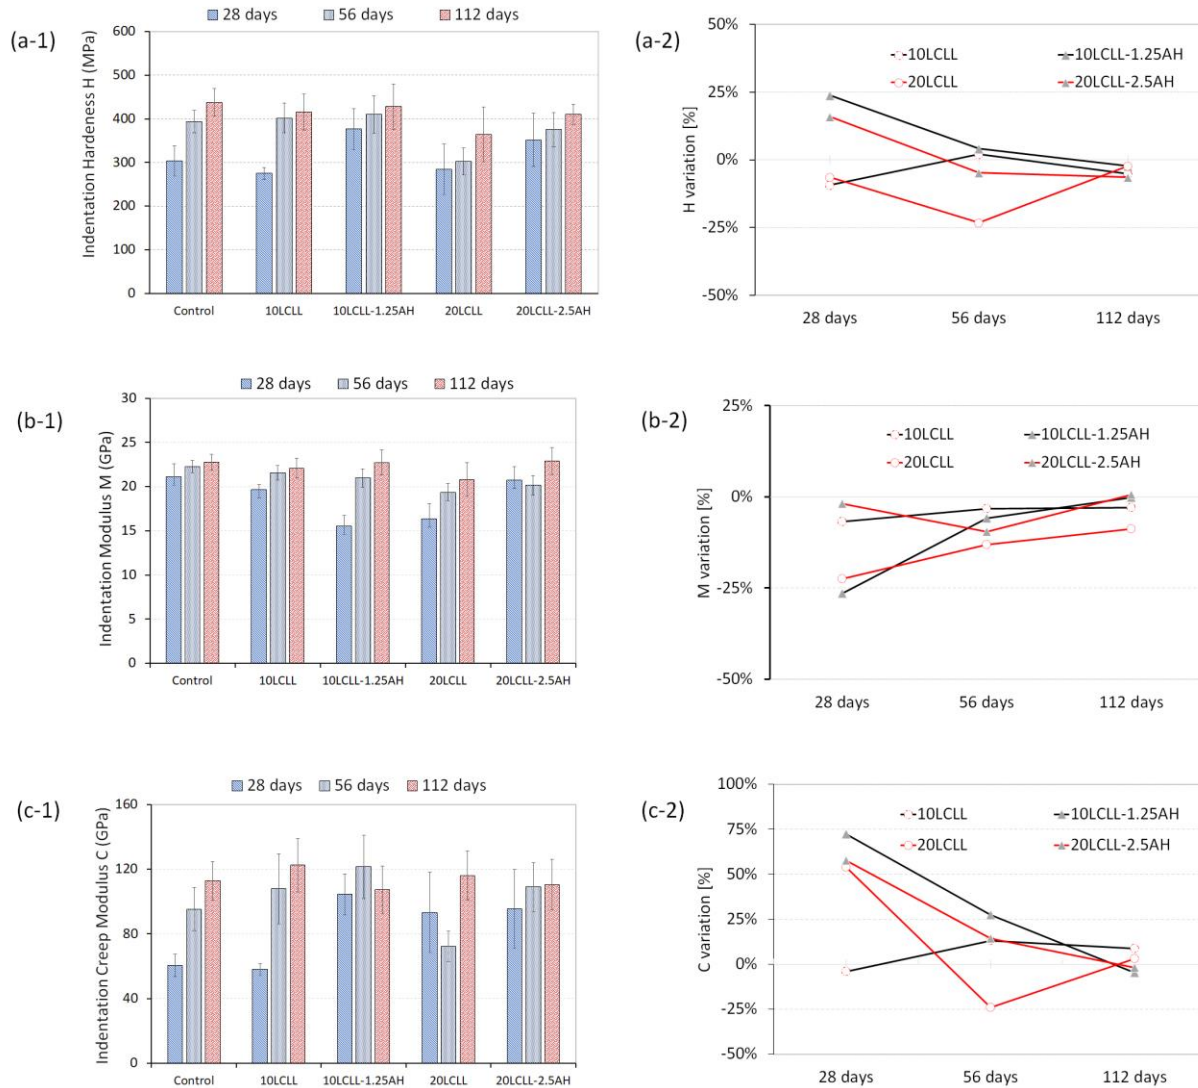 (a-1)
28 days 56 days 112 days
Indentation Hardeness H (MPa)
600
500
400
300
200
100
0
Control 10LCLL 10LCLL-1.25AH 20LCLL 20LCLL-2.5AH
(a-2)
H variation [%]
50%
25%
0%
-25%
-50%
10LCLL 10LCLL-1.25AH
20LCLL 20LCLL-2.5AH
28 days 56 days 112 days
(b-1)
28 days 56 days 112 days
Indentation Modulus M (GPa)
30
25
20
15
10
5
0
Control 10LCLL 10LCLL-1.25AH 20LCLL 20LCLL-2.5AH
(b-2)
M variation [%]
25%
0%
-25%
-50%
10LCLL 10LCLL-1.25AH
20LCLL 20LCLL-2.5AH
28 days 56 days 112 days
(c-1)
28 days 56 days 112 days
Indentation Creep Modulus C (GPa)
160
120
80
40
0
Control 10LCLL 10LCLL-1.25AH 20LCLL 20LCLL-2.5AH
(c-2)
C variation [%]
100%
75%
50%
25%
0%
-25%
-50%
10LCLL 10LCLL-1.25AH
20LCLL 20LCLL-2.5AH
28 days 56 days 112 days